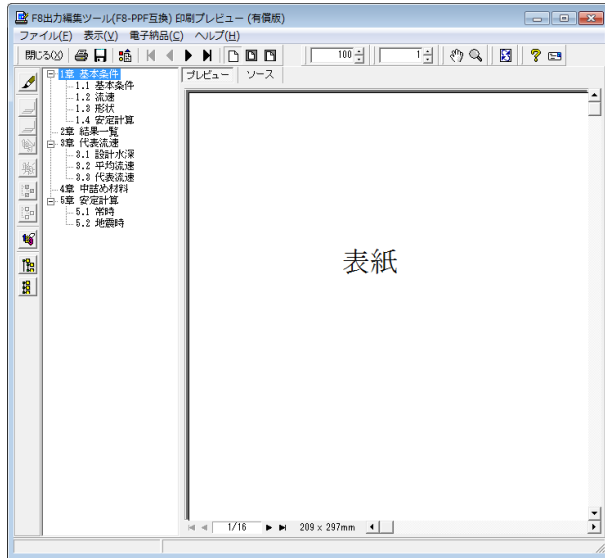 F8出力編集ツール(F8-PPF互換) 印刷プレビュー (有償版)
ファイル(F) 表示(V) 電子納品(C) ヘルプ(H)
閉じる(X) 100 1
プレビュー ソース
1章 基本条件
1.1 基本条件
1.2 流速
1.3 形状
1.4 安定計算
2章 結果一覧
3章 代表流速
3.1 設計水深
3.2 平均流速
3.3 代表流速
4章 中詰め材料
5章 安定計算
5.1 常時
5.2 地震時
表紙
1/16 209 x 297mm